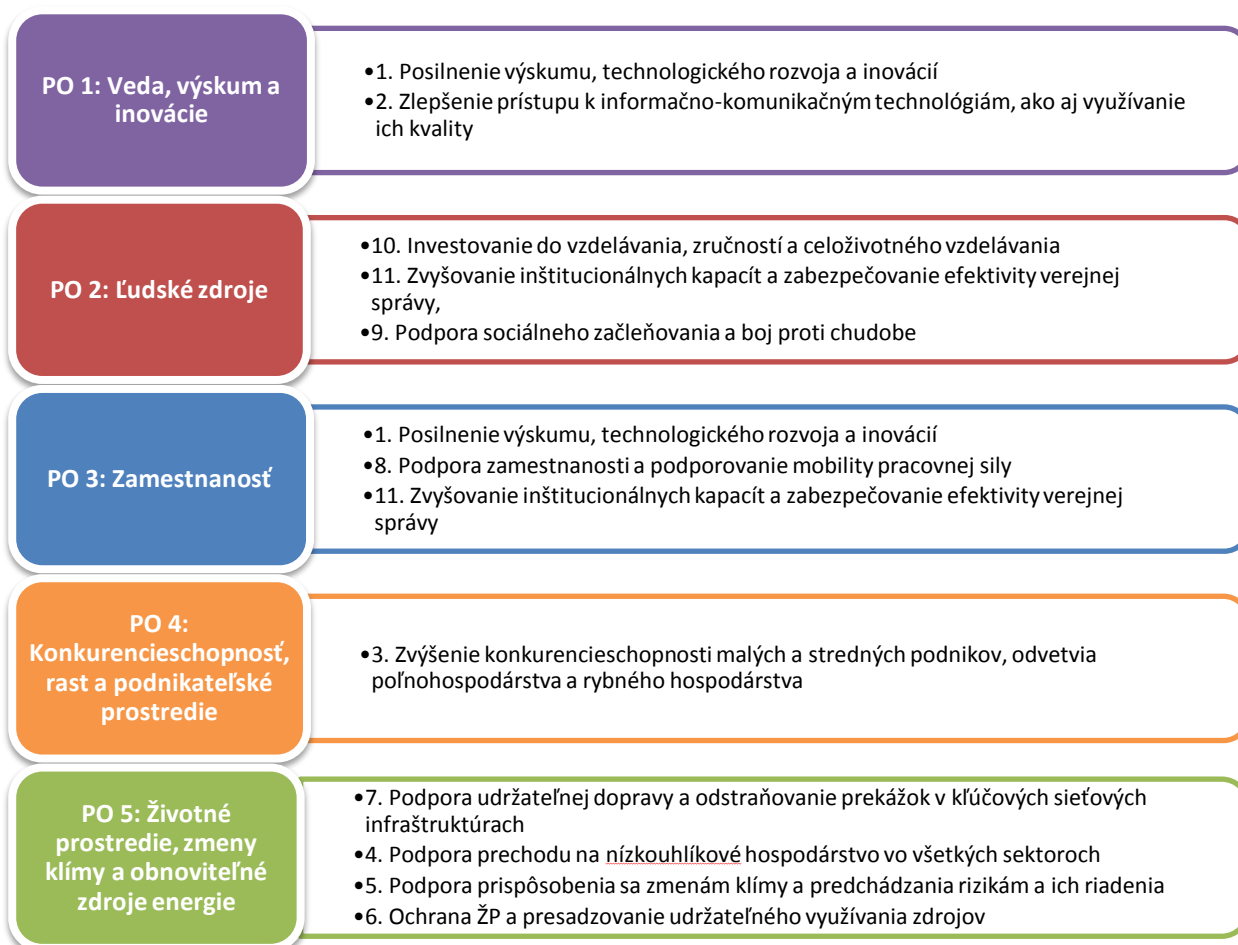 PO 1: Veda, výskum a
inovácie
•1. Posilnenie výskumu, technologického rozvoja a inovácií
•2. Zlepšenie prístupu k informačno-komunikačným technológiám, ako aj využívanie
ich kvality
PO 2: Ľudské zdroje
•10. Investovanie do vzdelávania, zručností a celoživotného vzdelávania
•11. Zvyšovanie inštitucionálnych kapacít a zabezpečovanie efektivity verejnej
správy,
•9. Podpora sociálneho začleňovania a boj proti chudobe
PO 3: Zamestnanosť
•1. Posilnenie výskumu, technologického rozvoja a inovácií
•8. Podpora zamestnanosti a podporovanie mobility pracovnej sily
•11. Zvyšovanie inštitucionálnych kapacít a zabezpečovanie efektivity verejnej
správy
PO 4:
Konkurencieschopnosť,
rast a podnikateľské
prostredie
•3. Zvýšenie konkurencieschopnosti malých a stredných podnikov, odvetvia
poľnohospodárstva a rybného hospodárstva
PO 5: Životné
prostredie, zmeny
klímy a obnoviteľné
zdroje energie
•7. Podpora udržateľnej dopravy a odstraňovanie prekážok v kľúčových sieťových
infraštruktúrach
•4. Podpora prechodu na nízkouhlíkové hospodárstvo vo všetkých sektoroch
•5. Podpora prispôsobenia sa zmenám klímy a predchádzania rizikám a ich riadenia
•6. Ochrana ŽP a presadzovanie udržateľného využívania zdrojov